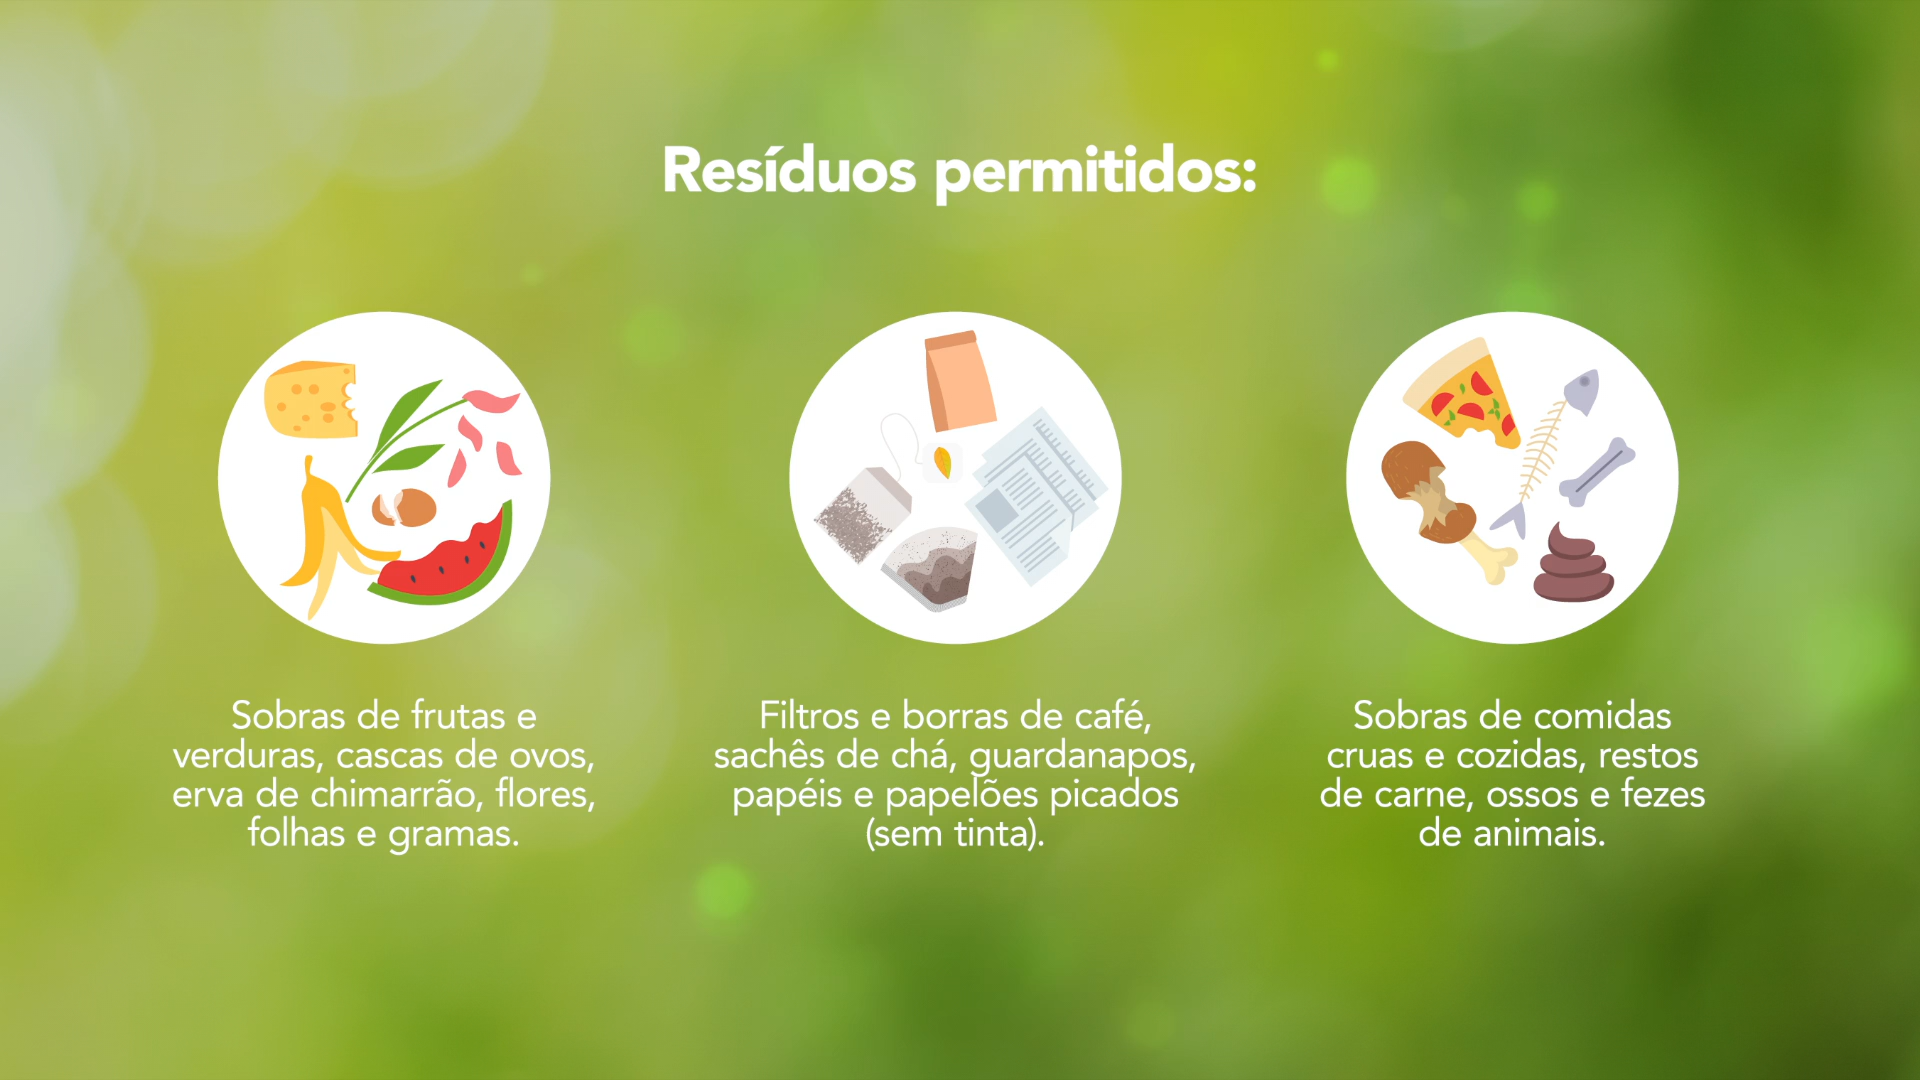 Resíduos permitidos:
Sobras de frutas e
verduras, cascas de ovos,
erva de chimarrão, flores,
folhas e gramas.
Filtros e borras de café,
sachês de chá, guardanapos,
papéis e papelões picados
(sem tinta).
Sobras de comidas
cruas e cozidas, restos
de carne, ossos e fezes
de animais.